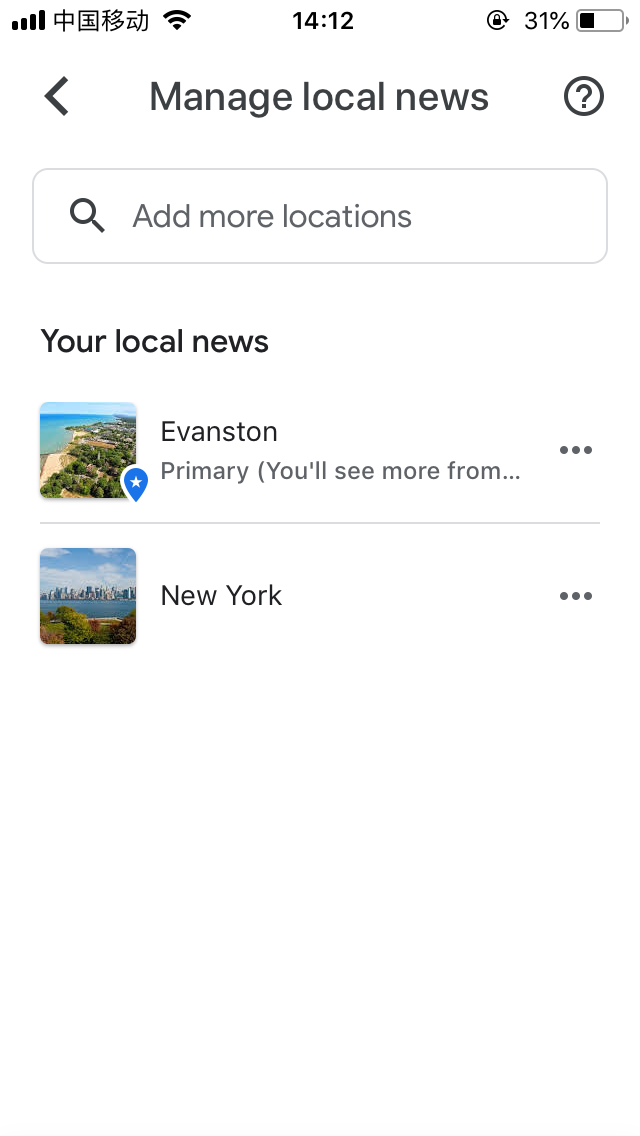 中国移动 14:12 31%
Manage local news
Add more locations
Your local news
Evanston
Primary (You'll see more from...
New York